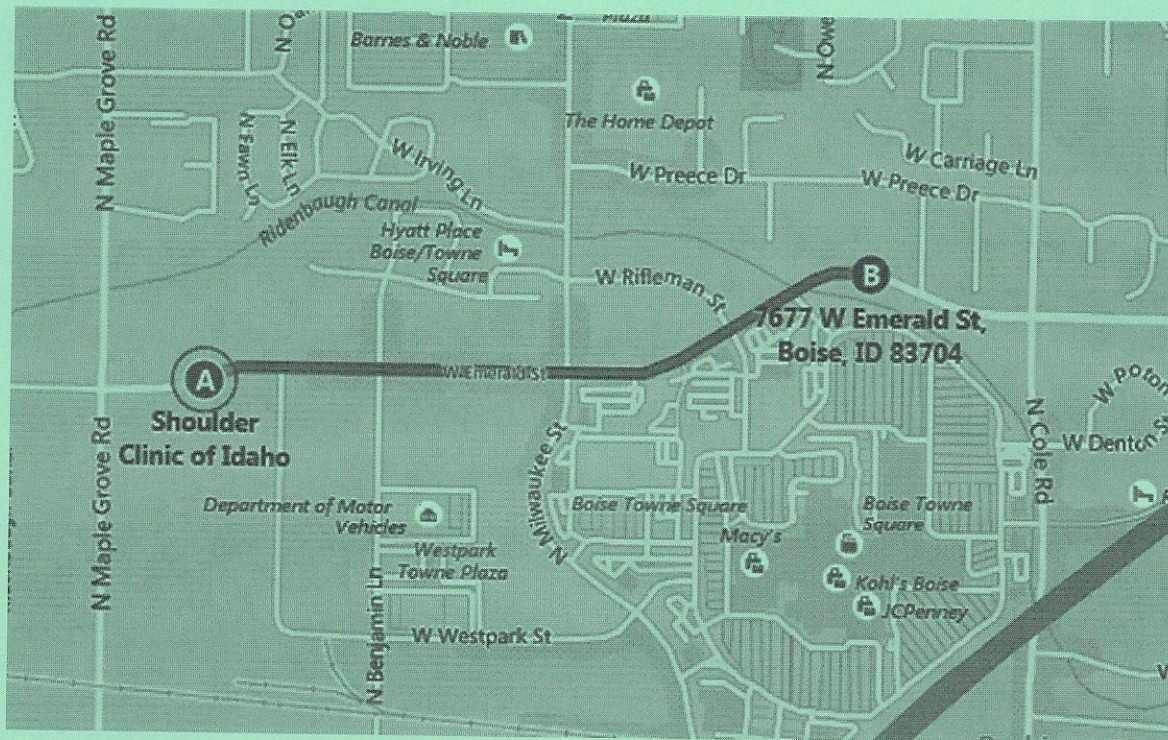 Plaza
N Maple Grove Rd
Barnes & Noble
The Home Depot
N Fawn Ln
N Elk Ln
W Irving Ln
W Carriage Ln
W Preece Dr
W Preece Dr
Ridenbaugh Canal
Hyatt Place
Boise/Towne
Square
W Rifleman St
B
7677 W Emerald St,
Boise, ID 83704
A
W Emerald St
Shoulder
Clinic of Idaho
N Maple Grove Rd
N Milwaukee St
N Cole Rd
W Denton St
Department of Motor
Vehicles
Westpark
Towne Plaza
Boise Towne Square
Boise Towne
Square
Macy's
Kohl's Boise
JCPenney
N Benjamin Ln
W Westpark St